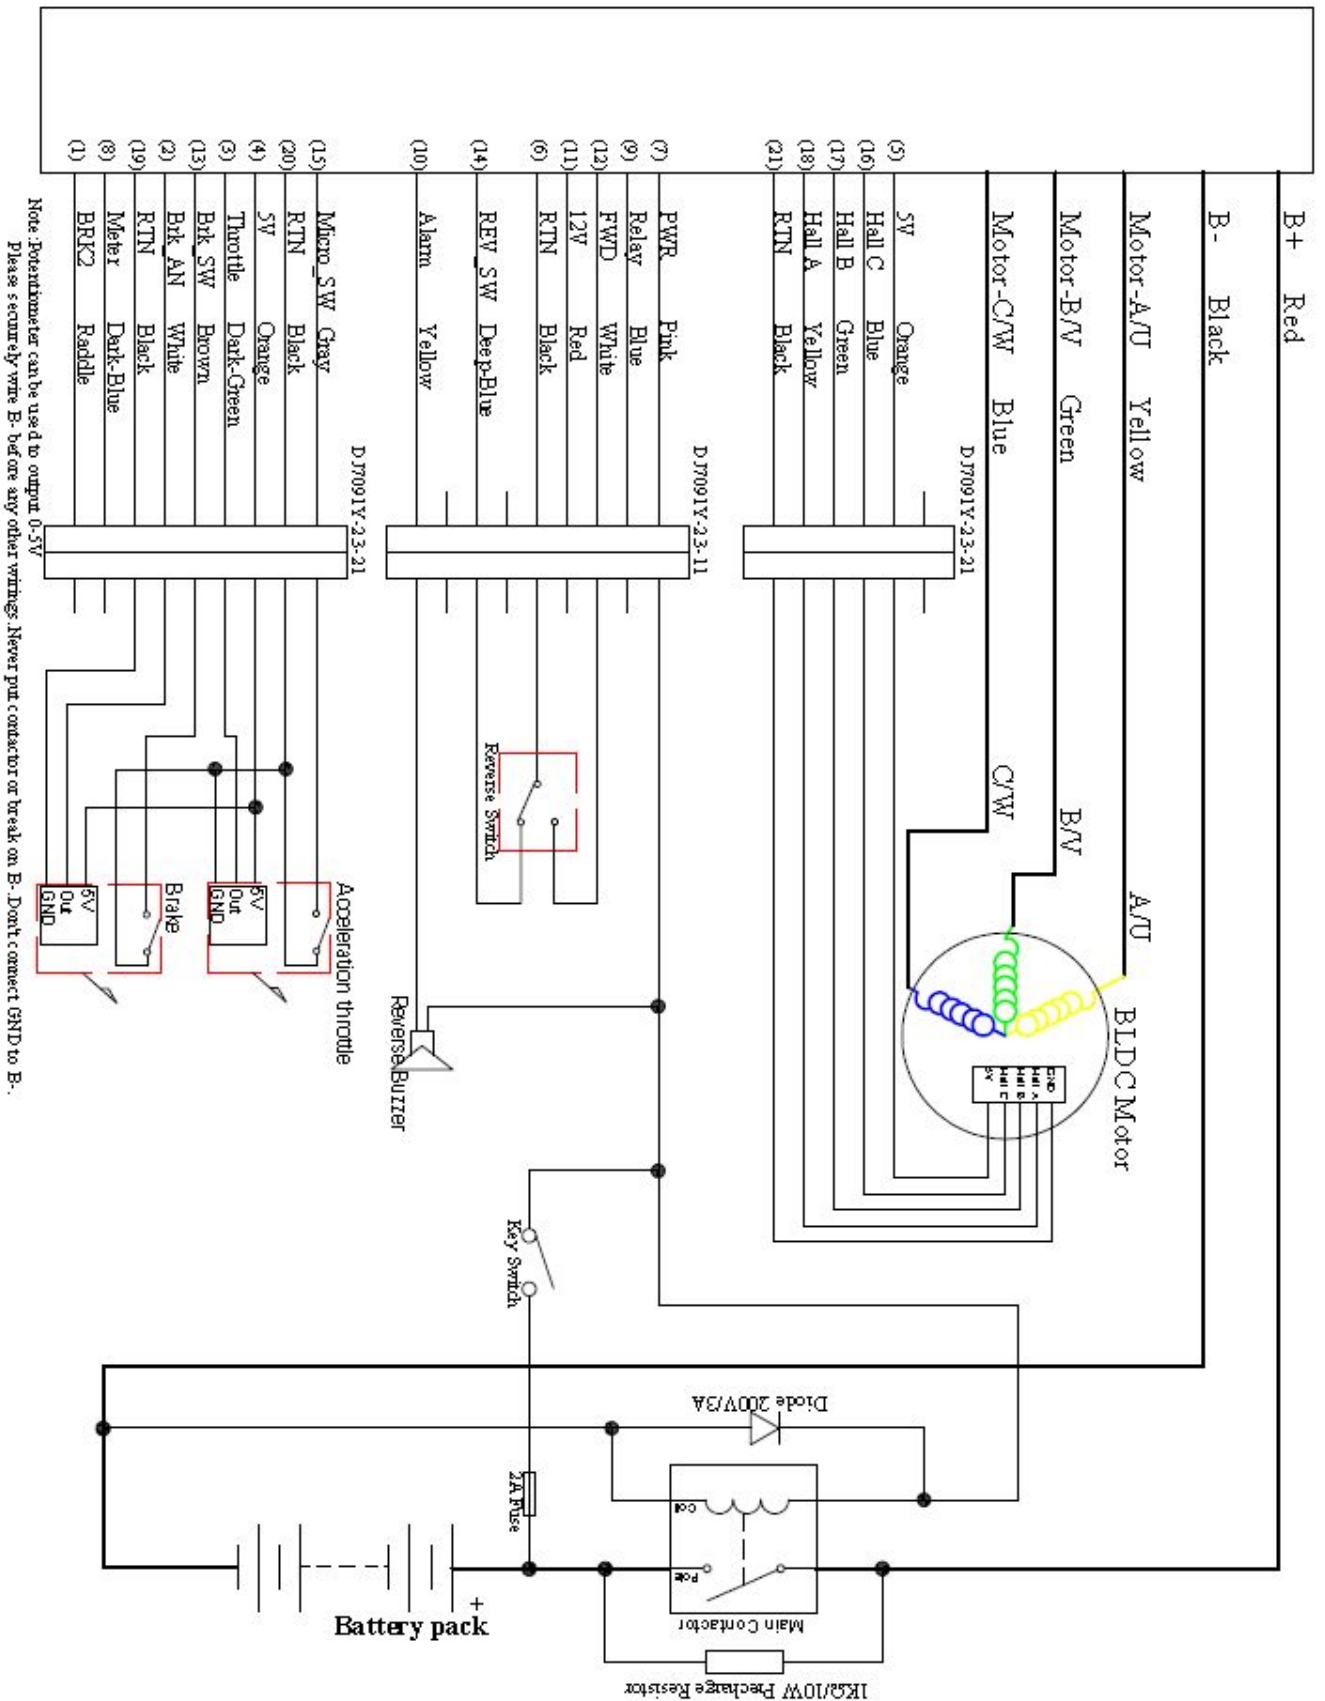 B+ Red
B- Black
Motor-A/U Yellow
Motor-B/V Green
Motor-C/W Blue
A/U
B/V
C/W
BLDC Motor
GND
Hall A
Hall B
Hall C
5V
DJ7091Y-2.3-21
(5) 5V Orange
(16) Hall C Blue
(17) Hall B Green
(18) Hall A Yellow
(21) RTN Black
DJ7091Y-2.3-11
(7) PWR Pink
(9) Relay Blue
(12) FWD White
(11) 12V Red
(6) RTN Black
(14) REV_SW Deep-Blue
(10) Alarm Yellow
Reverse Switch
Reverse Buzzer
Key Switch
2A Fuse
DJ7091Y-2.3-21
(15) Micro_SW Gray
(20) RTN Black
(4) 5V Orange
(3) Throttle Dark-Green
(13) Brk_SW Brown
(2) Brk_AN White
(19) RTN Black
(8) Meter Dark-Blue
(1) BRK2 Raddle
Acceleration throttle
5V
Out
GND
Brake
5V
Out
GND
Diode 200V/3A
Coil
Pole
Main Contactor
1KΩ/10W Precharge Resistor
+
Battery pack
Note:Potentiometer can be used to output 0-5V
Please securely wire B- before any other wirings.Never put contactor or break on B-.Don't connect GND to B-.